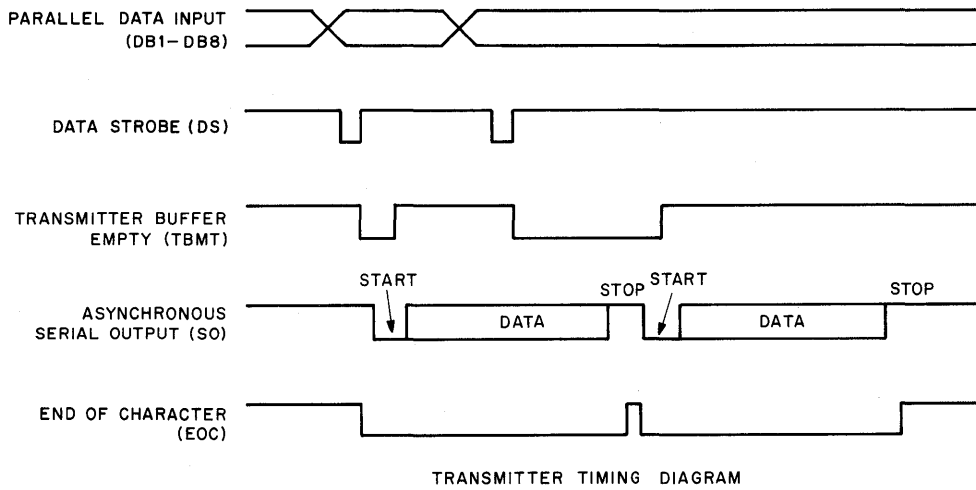 PARALLEL DATA INPUT
(DB1–DB8)
DATA STROBE (DS)
TRANSMITTER BUFFER
EMPTY (TBMT)
START
STOP
START
STOP
ASYNCHRONOUS
SERIAL OUTPUT (SO)
DATA
DATA
END OF CHARACTER
(EOC)
TRANSMITTER TIMING DIAGRAM